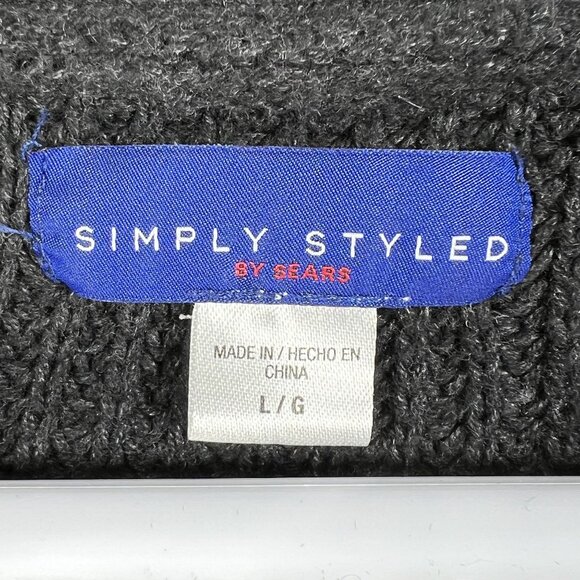 SIMPLY STYLED
BY SEARS
MADE IN / HECHO EN
CHINA
L / G